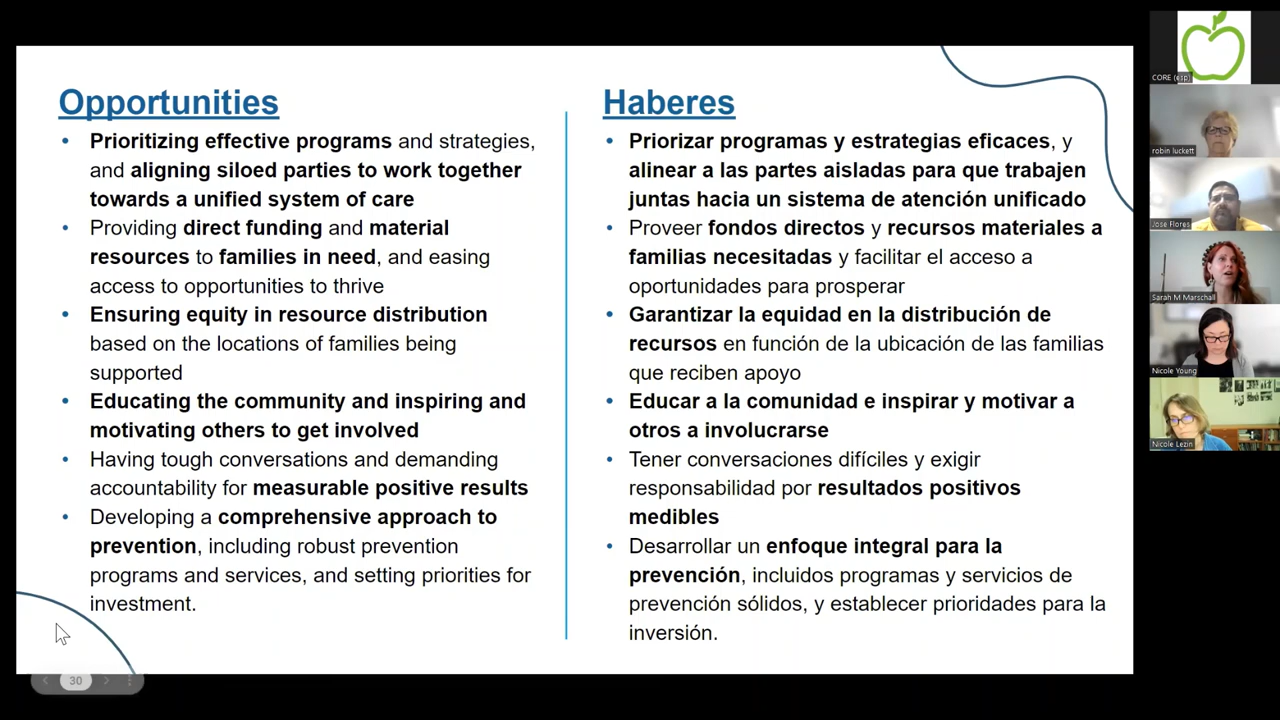 Opportunities
• Prioritizing effective programs and strategies,
and aligning siloed parties to work together
towards a unified system of care
• Providing direct funding and material
resources to families in need, and easing
access to opportunities to thrive
• Ensuring equity in resource distribution
based on the locations of families being
supported
• Educating the community and inspiring and
motivating others to get involved
• Having tough conversations and demanding
accountability for measurable positive results
• Developing a comprehensive approach to
prevention, including robust prevention
programs and services, and setting priorities for
investment.
Haberes
• Priorizar programas y estrategias eficaces, y
alinear a las partes aisladas para que trabajen
juntas hacia un sistema de atención unificado
• Proveer fondos directos y recursos materiales a
familias necesitadas y facilitar el acceso a
oportunidades para prosperar
• Garantizar la equidad en la distribución de
recursos en función de la ubicación de las familias
que reciben apoyo
• Educar a la comunidad e inspirar y motivar a
otros a involucrarse
• Tener conversaciones difíciles y exigir
responsabilidad por resultados positivos
medibles
• Desarrollar un enfoque integral para la
prevención, incluidos programas y servicios de
prevención sólidos, y establecer prioridades para la
inversión.
30
CORE (esp)
robin luckett
Jose Flores
Sarah M Marschall
Nicole Young
Nicole Lezin